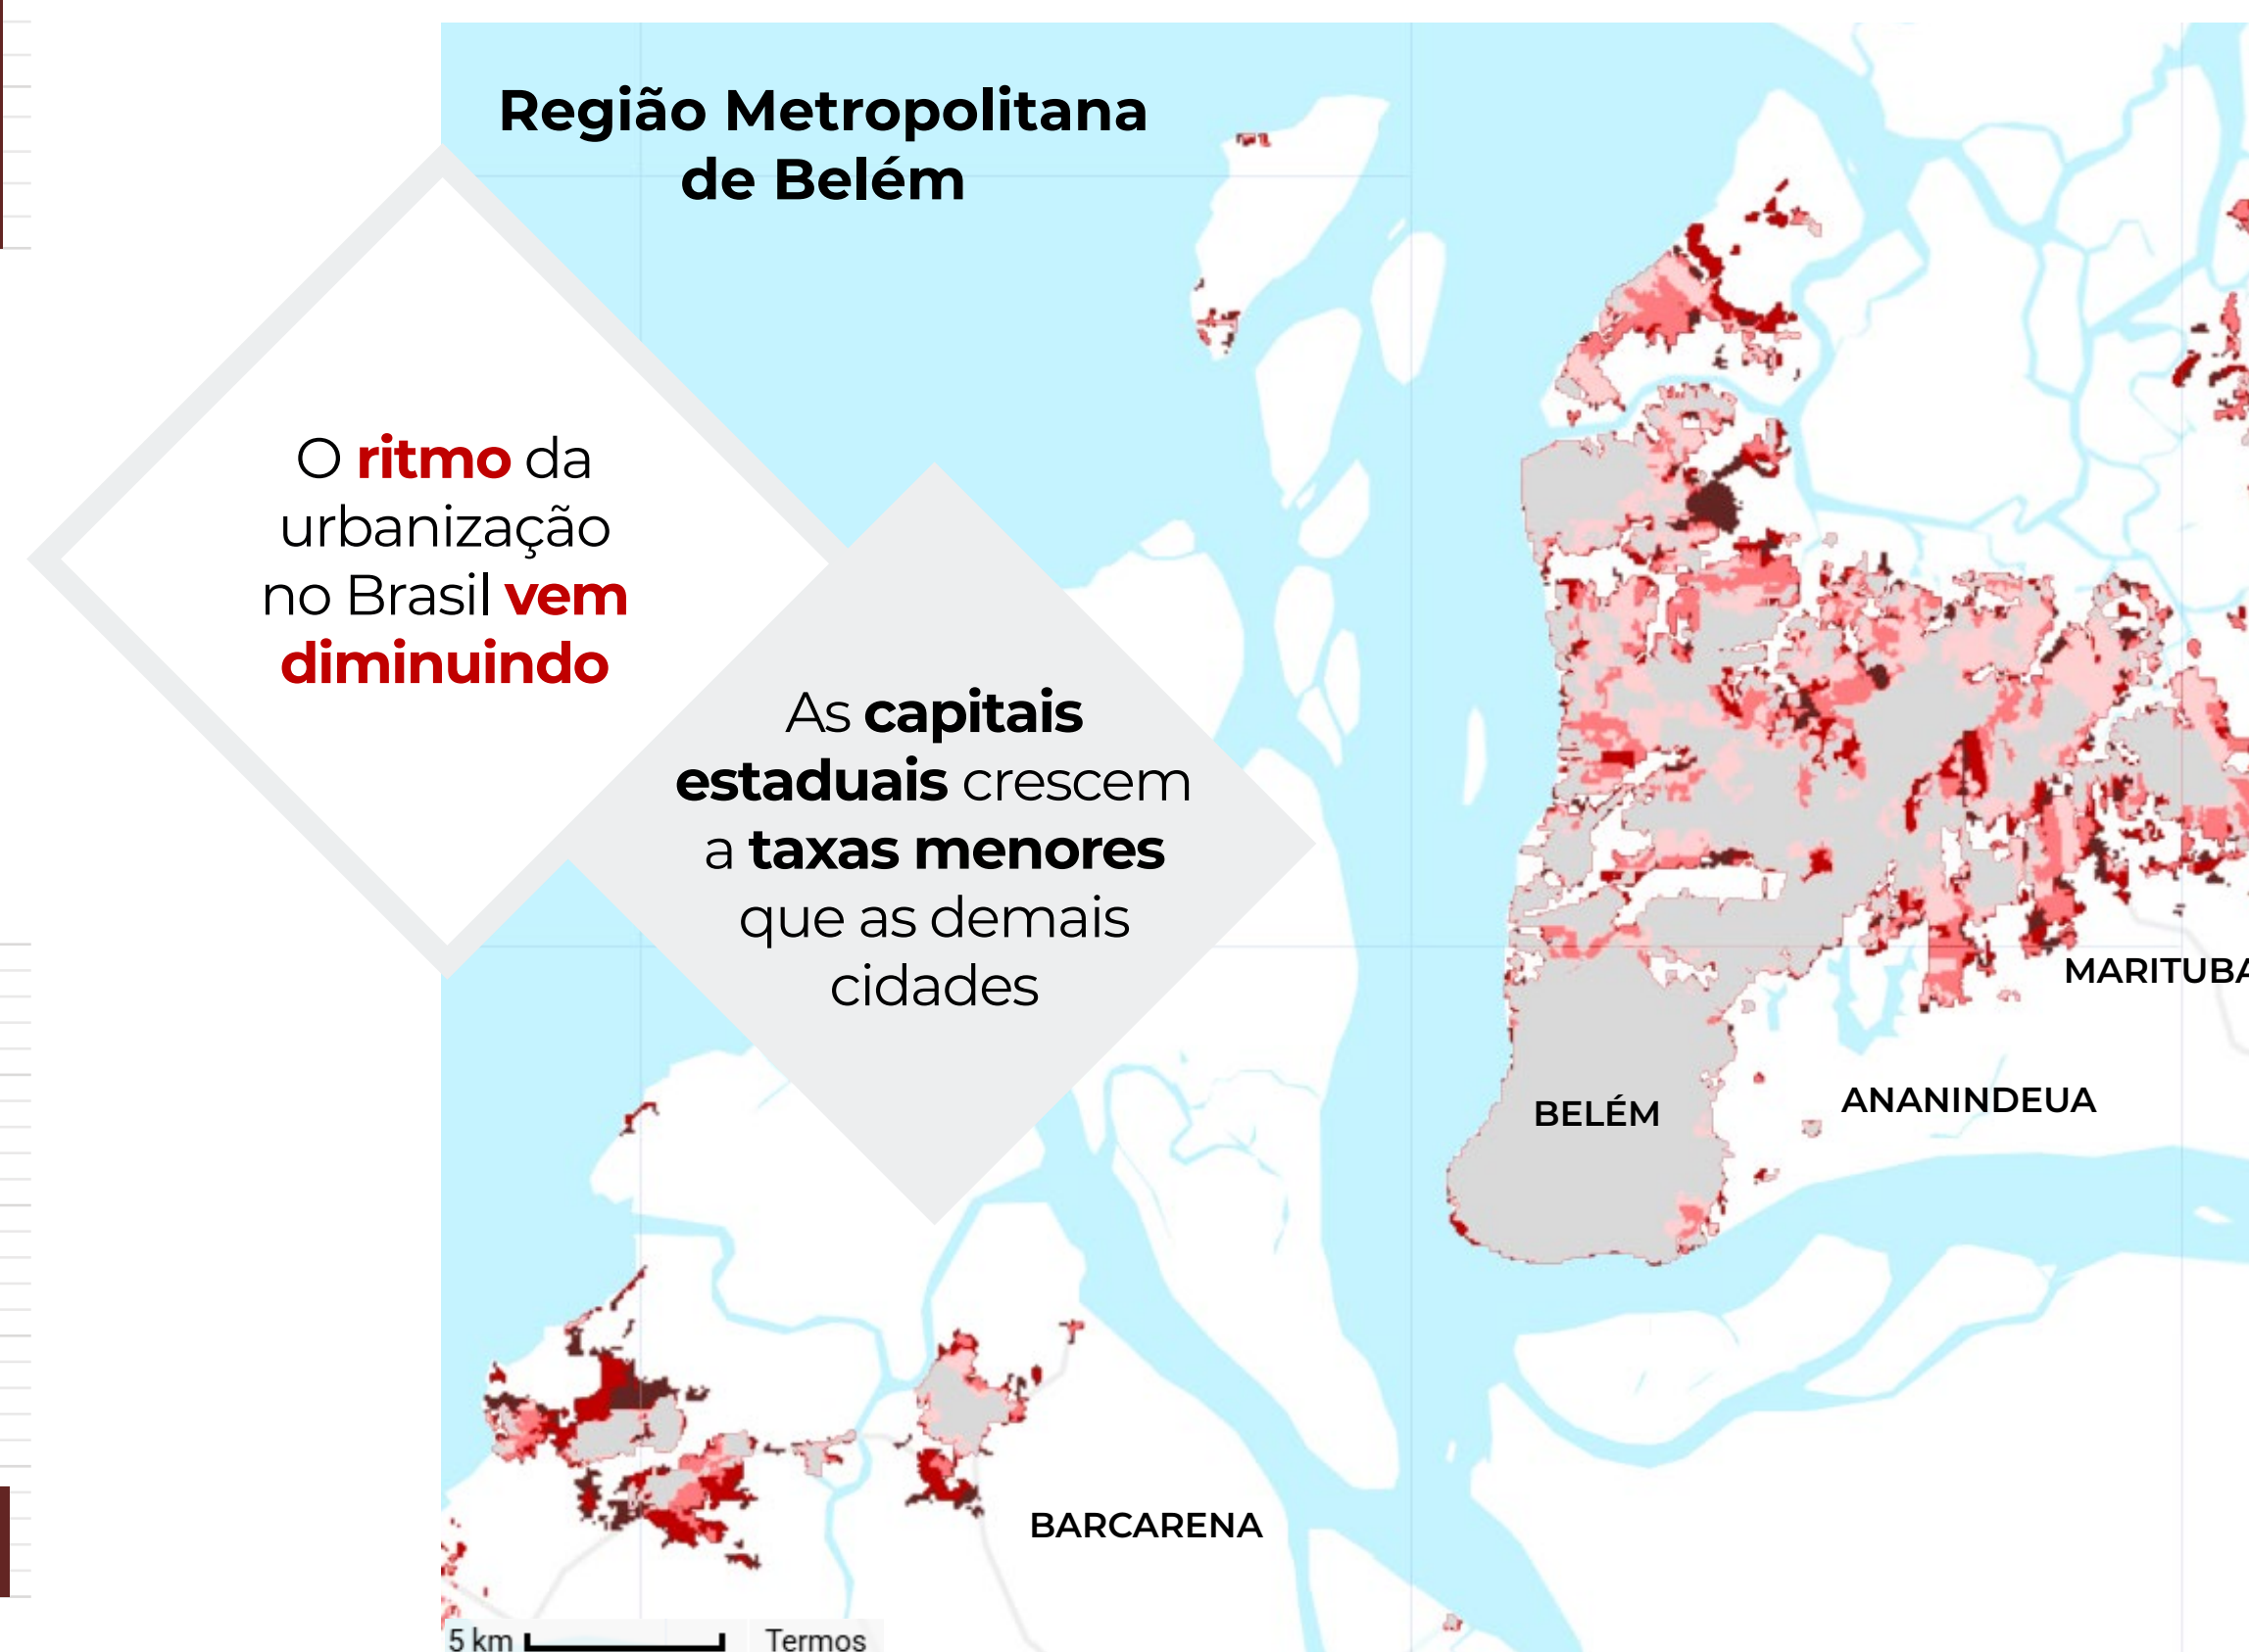 Região Metropolitana
de Belém
O ritmo da
urbanização
no Brasil vem
diminuindo
As capitais
estaduais crescem
a taxas menores
que as demais
cidades
MARITUBA
BELÉM
ANANINDEUA
BARCARENA
5 km
Termos